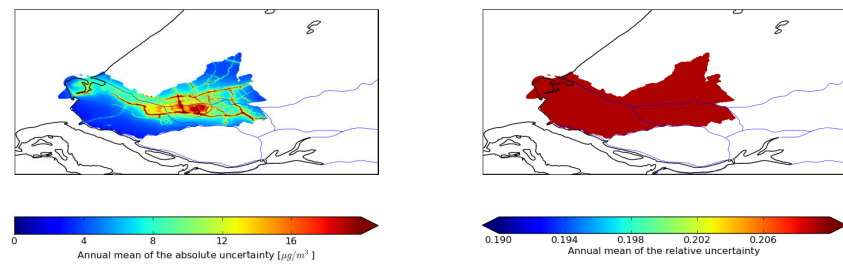 0 4 8 12 16
Annual mean of the absolute uncertainty [μg/m³ ]
0.190 0.194 0.198 0.202 0.206
Annual mean of the relative uncertainty